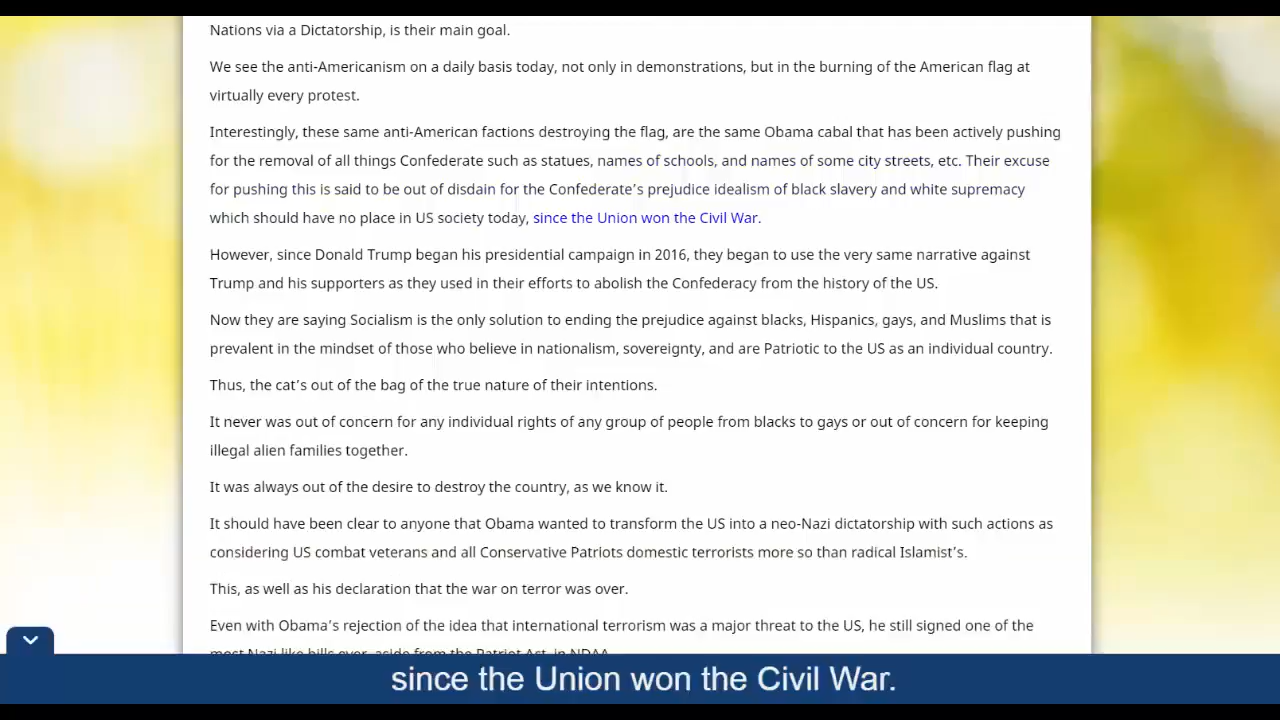 Nations via a Dictatorship, is their main goal.
We see the anti-Americanism on a daily basis today, not only in demonstrations, but in the burning of the American flag at
virtually every protest.
Interestingly, these same anti-American factions destroying the flag, are the same Obama cabal that has been actively pushing
for the removal of all things Confederate such as statues, names of schools, and names of some city streets, etc. Their excuse
for pushing this is said to be out of disdain for the Confederate’s prejudice idealism of black slavery and white supremacy
which should have no place in US society today, since the Union won the Civil War.
However, since Donald Trump began his presidential campaign in 2016, they began to use the very same narrative against
Trump and his supporters as they used in their efforts to abolish the Confederacy from the history of the US.
Now they are saying Socialism is the only solution to ending the prejudice against blacks, Hispanics, gays, and Muslims that is
prevalent in the mindset of those who believe in nationalism, sovereignty, and are Patriotic to the US as an individual country.
Thus, the cat’s out of the bag of the true nature of their intentions.
It never was out of concern for any individual rights of any group of people from blacks to gays or out of concern for keeping
illegal alien families together.
It was always out of the desire to destroy the country, as we know it.
It should have been clear to anyone that Obama wanted to transform the US into a neo-Nazi dictatorship with such actions as
considering US combat veterans and all Conservative Patriots domestic terrorists more so than radical Islamist’s.
This, as well as his declaration that the war on terror was over.
Even with Obama’s rejection of the idea that international terrorism was a major threat to the US, he still signed one of the
most Nazi like bills ever, aside from the Patriot Act, in NDAA
since the Union won the Civil War.